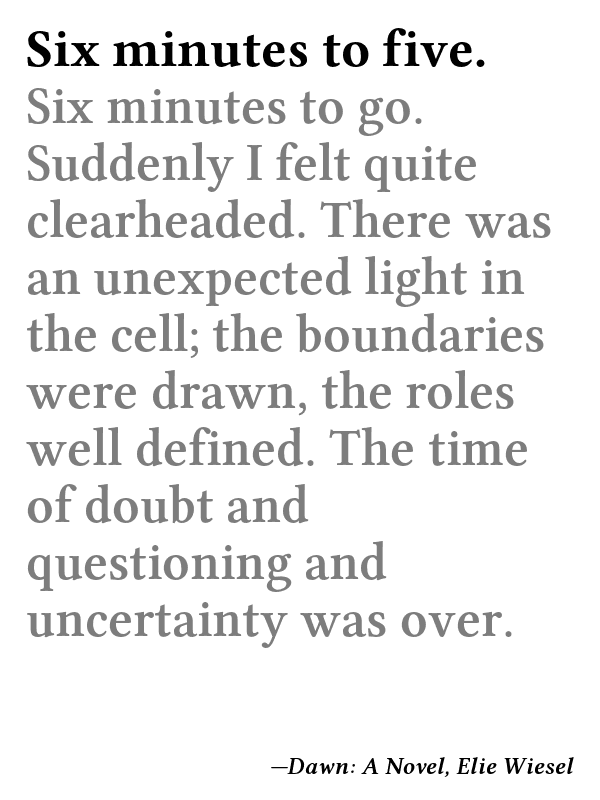 Six minutes to five.
Six minutes to go.
Suddenly I felt quite
clearheaded. There was
an unexpected light in
the cell; the boundaries
were drawn, the roles
well defined. The time
of doubt and
questioning and
uncertainty was over.
—Dawn: A Novel, Elie Wiesel